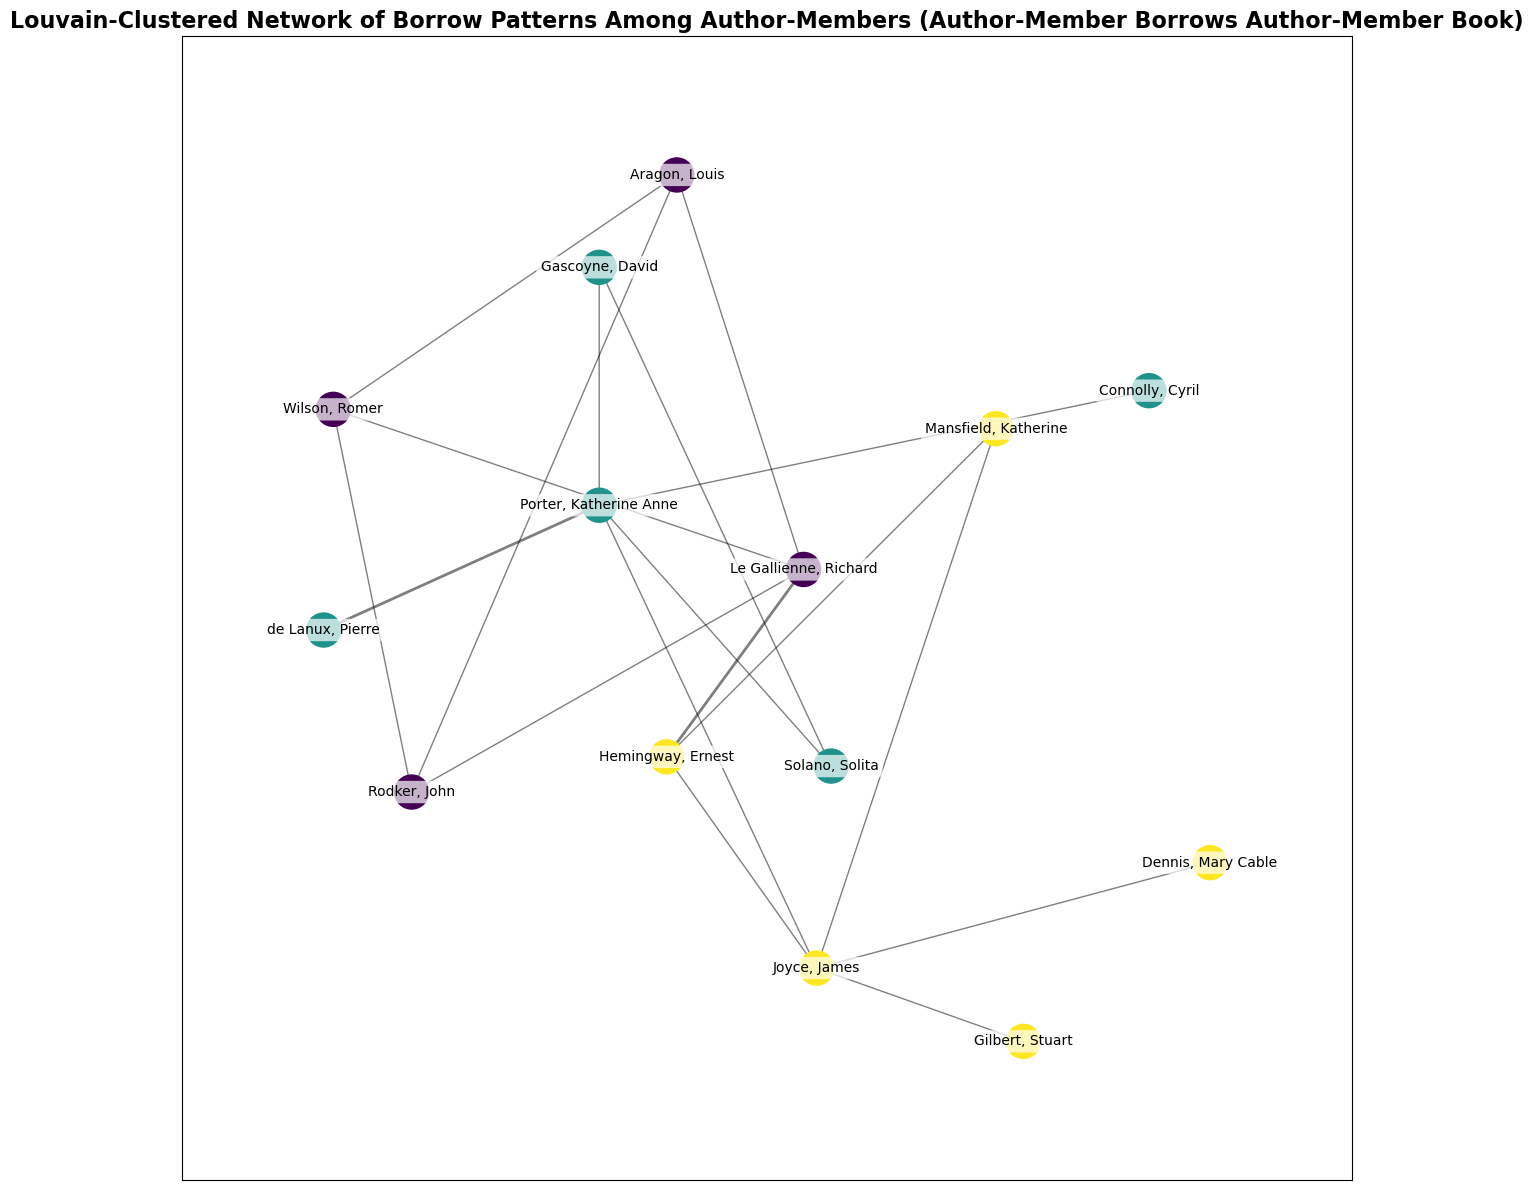 Louvain-Clustered Network of Borrow Patterns Among Author-Members (Author-Member Borrows Author-Member Book)
Aragon, Louis
Gascoyne, David
Connolly, Cyril
Wilson, Romer
Mansfield, Katherine
Porter, Katherine Anne
Le Gallienne, Richard
de Lanux, Pierre
Hemingway, Ernest
Solano, Solita
Rodker, John
Dennis, Mary Cable
Joyce, James
Gilbert, Stuart